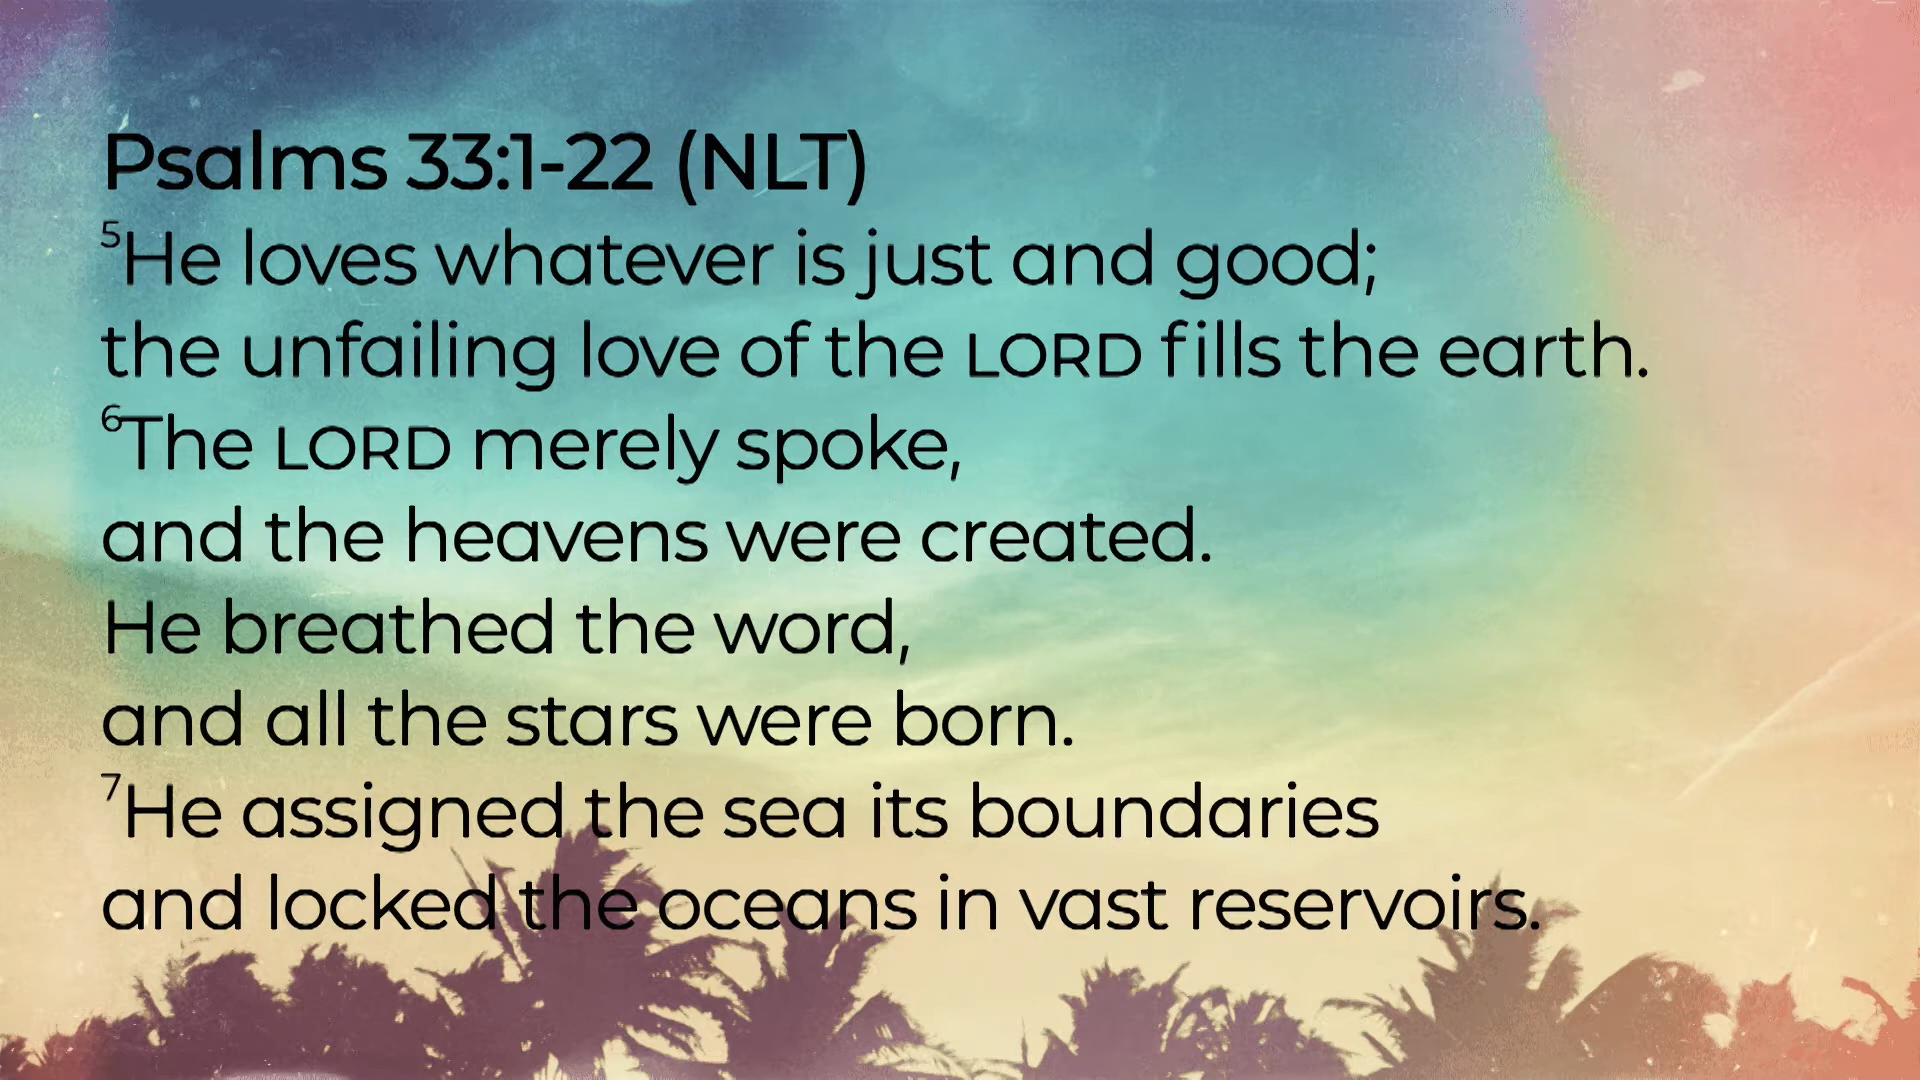 Psalms 33:1-22 (NLT)
5He loves whatever is just and good;
the unfailing love of the LORD fills the earth.
6The LORD merely spoke,
and the heavens were created.
He breathed the word,
and all the stars were born.
7He assigned the sea its boundaries
and locked the oceans in vast reservoirs.